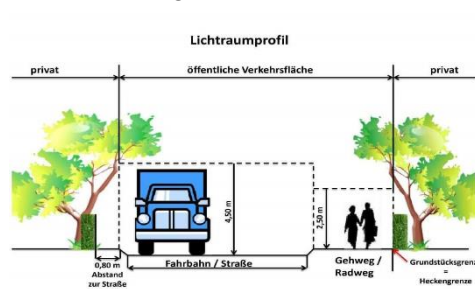 Lichtraumprofil
privat
öffentliche Verkehrsfläche
privat
4,50 m
2,50 m
0,80 m
Abstand
zur Straße
Fahrbahn / Straße
Gehweg /
Radweg
Grundstücksgrenze
=
Heckengrenze